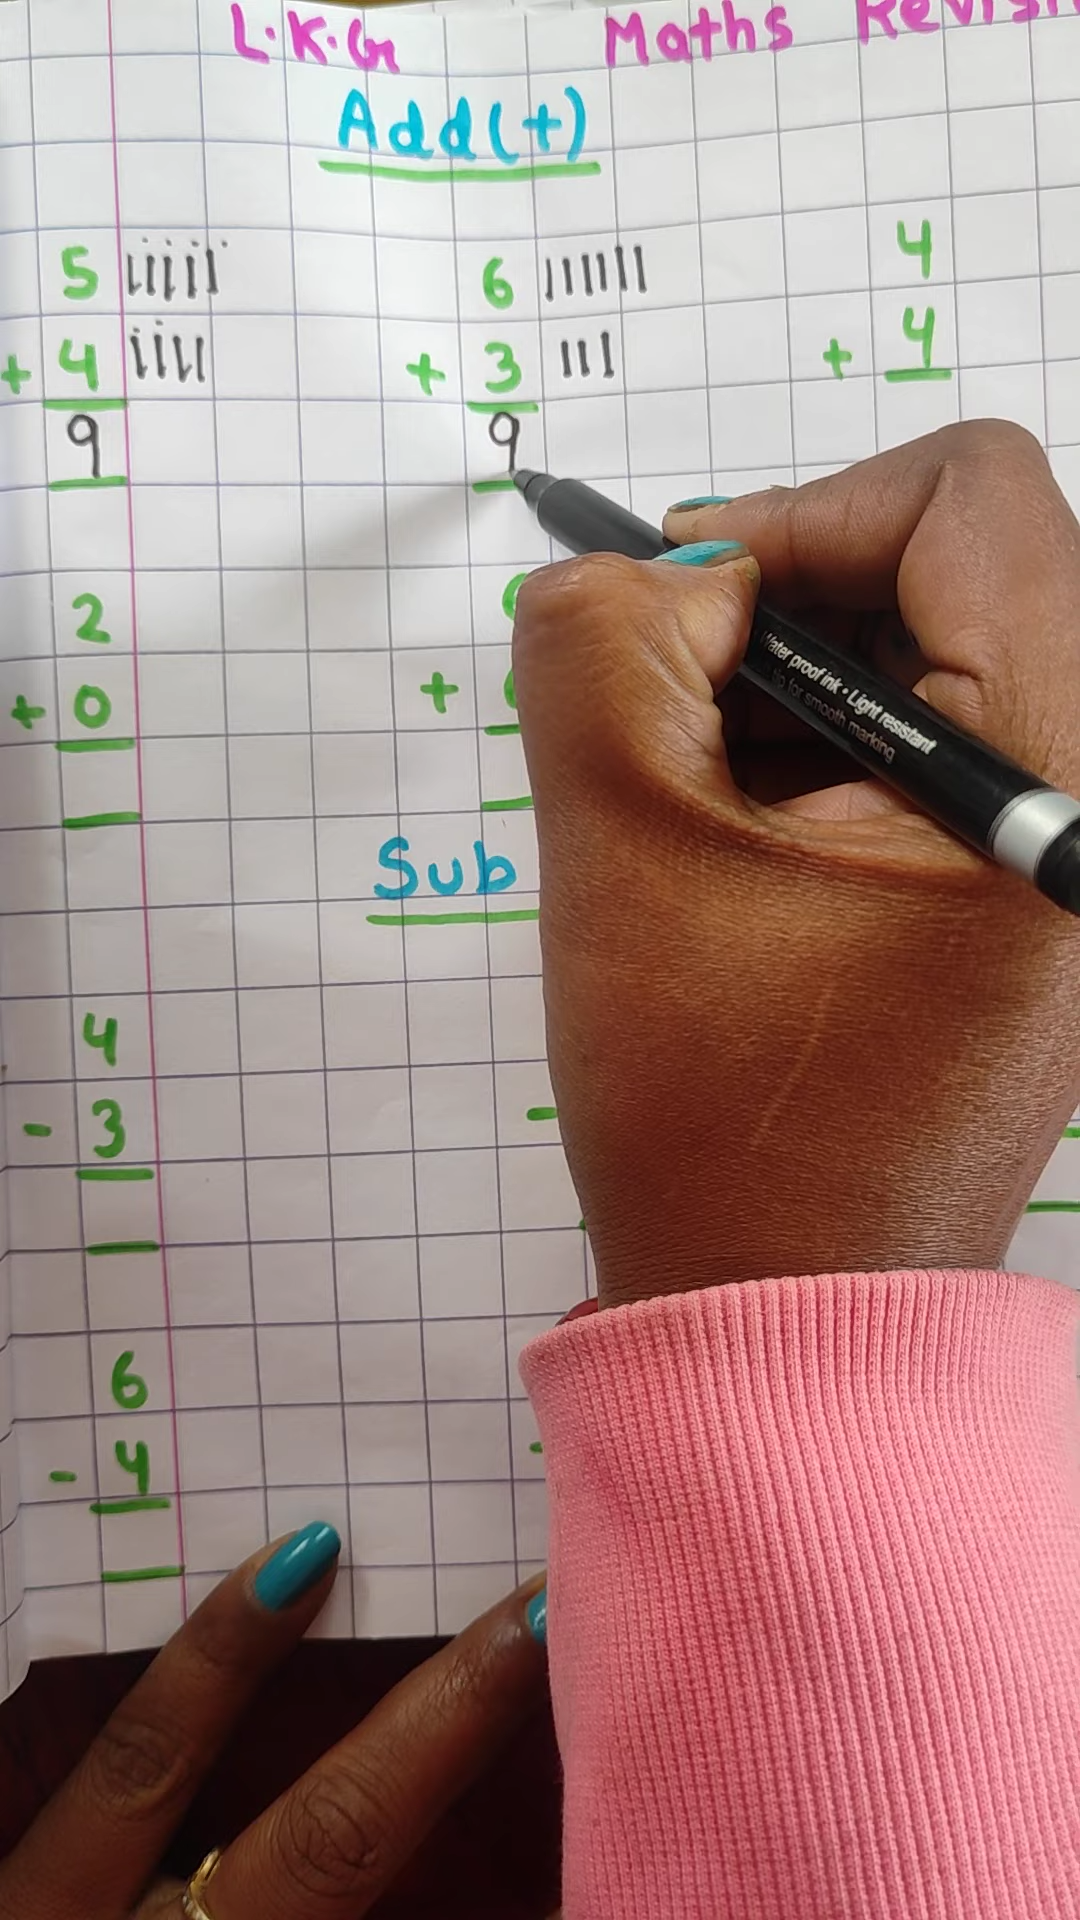 L.K.G Maths
Add(+)
5 6 4
+ 4 + 3 + 4
9 9
2
+ 0 +
Water proof ink • Light resistant
tip for smooth marking
Sub
4
- 3 -
6
- 4 -